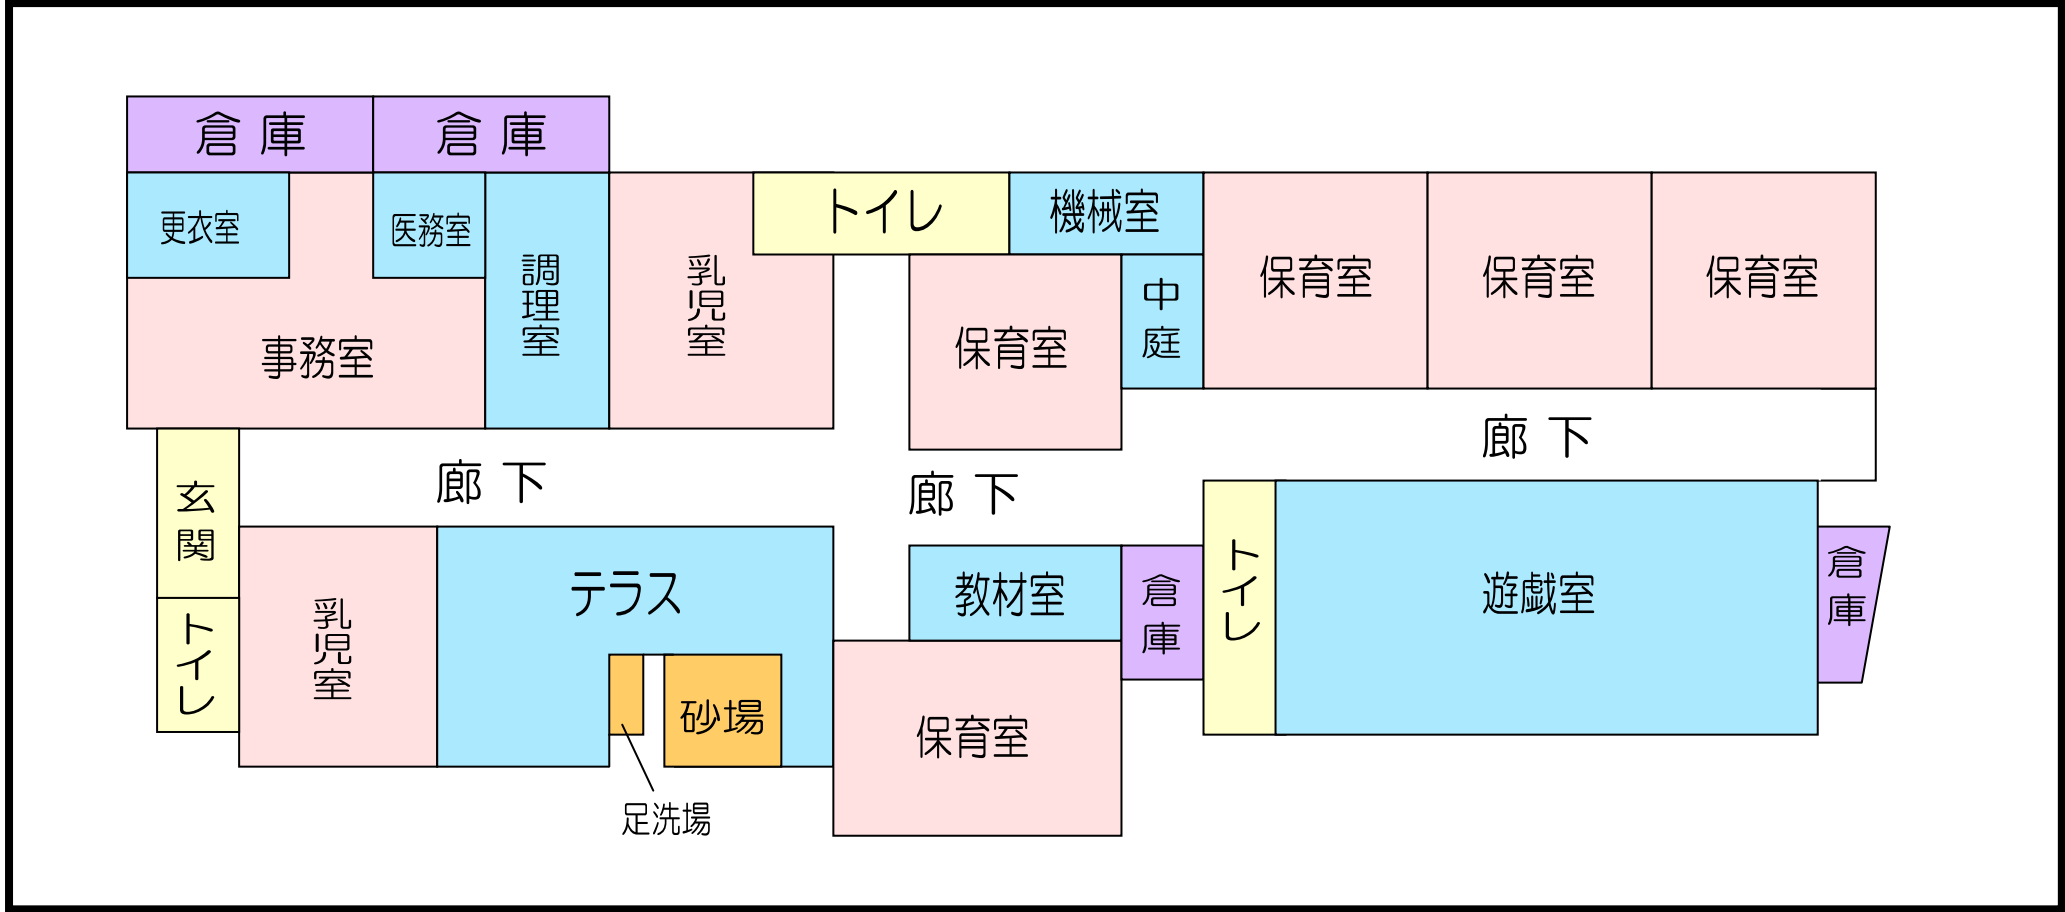 倉庫
倉庫
更衣室
医務室
調理室
乳児室
トイレ
機械室
保育室
保育室
保育室
中庭
保育室
事務室
廊下
廊下
廊下
玄関
トイレ
乳児室
テラス
砂場
足洗場
教材室
倉庫
トイレ
遊戯室
倉庫
保育室